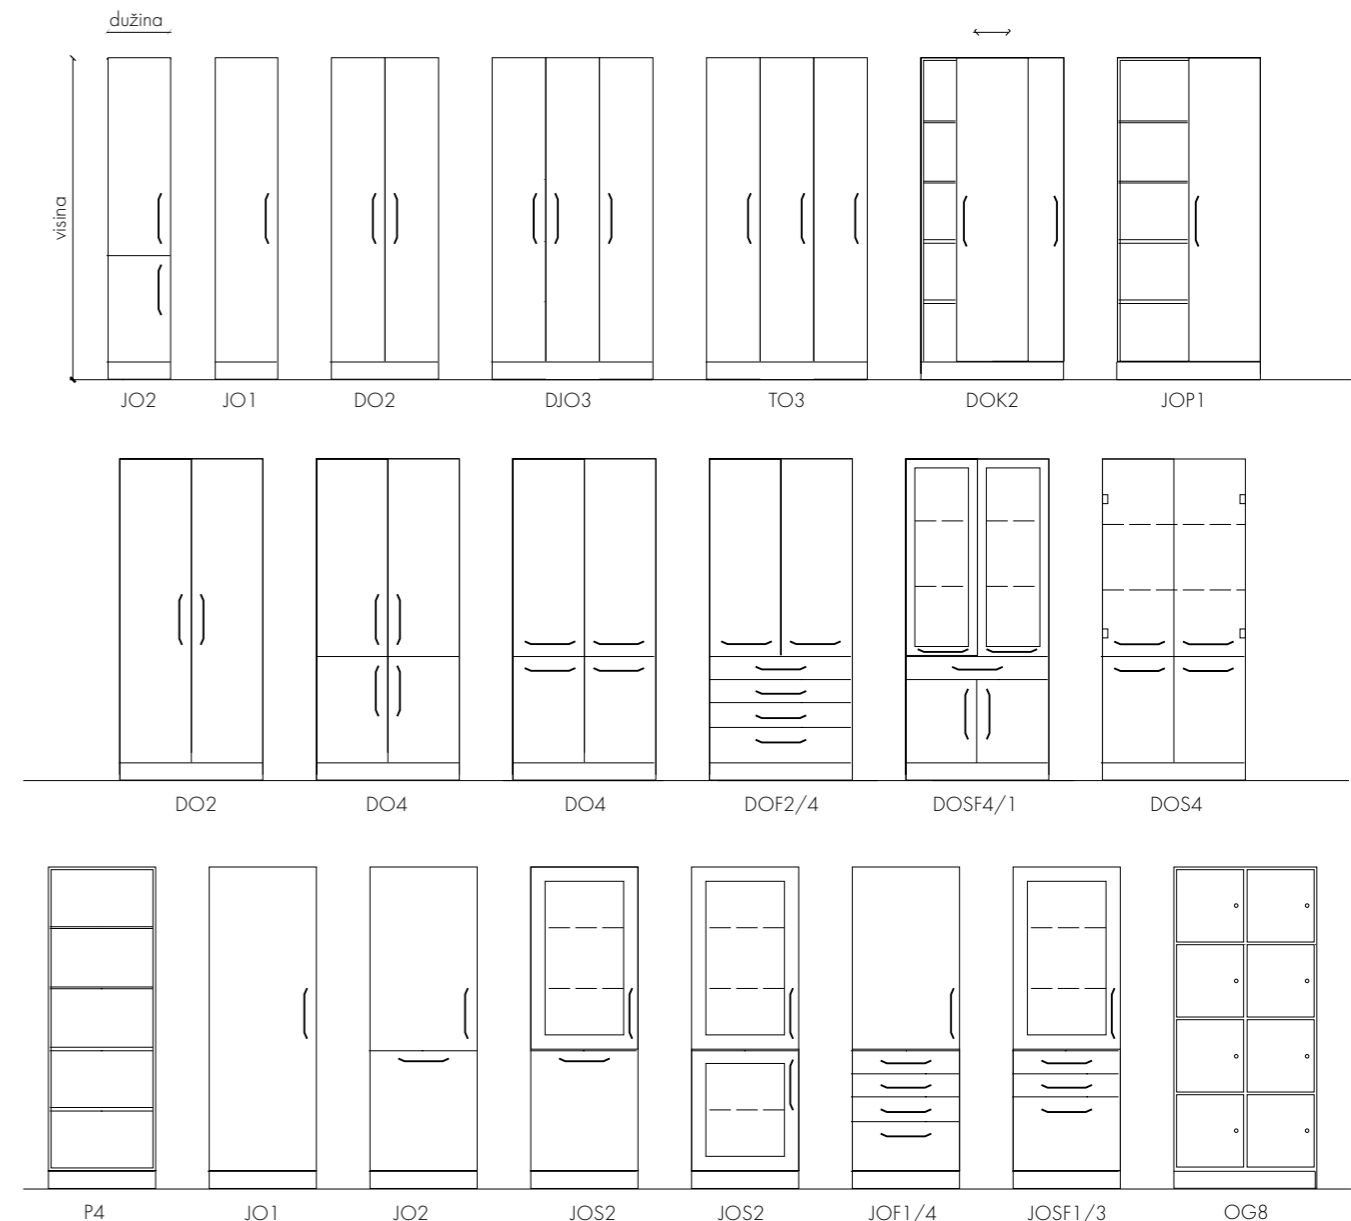 dužina
visina
JO2 JO1 DO2 DJO3 TO3 DOK2 JOP1
DO2 DO4 DO4 DOF2/4 DOSF4/1 DOS4
P4 JO1 JO2 JOS2 JOS2 JOF1/4 JOSF1/3 OG8